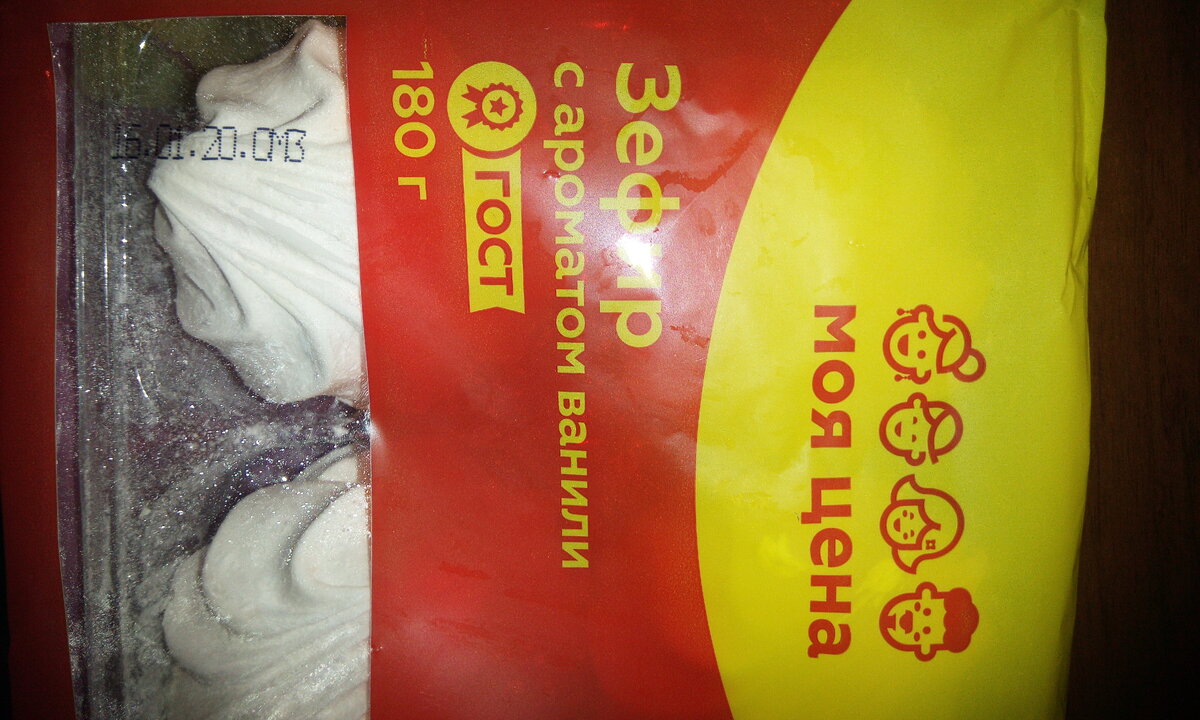 моя цена
Зефир
с ароматом ванили
ГОСТ
180 г